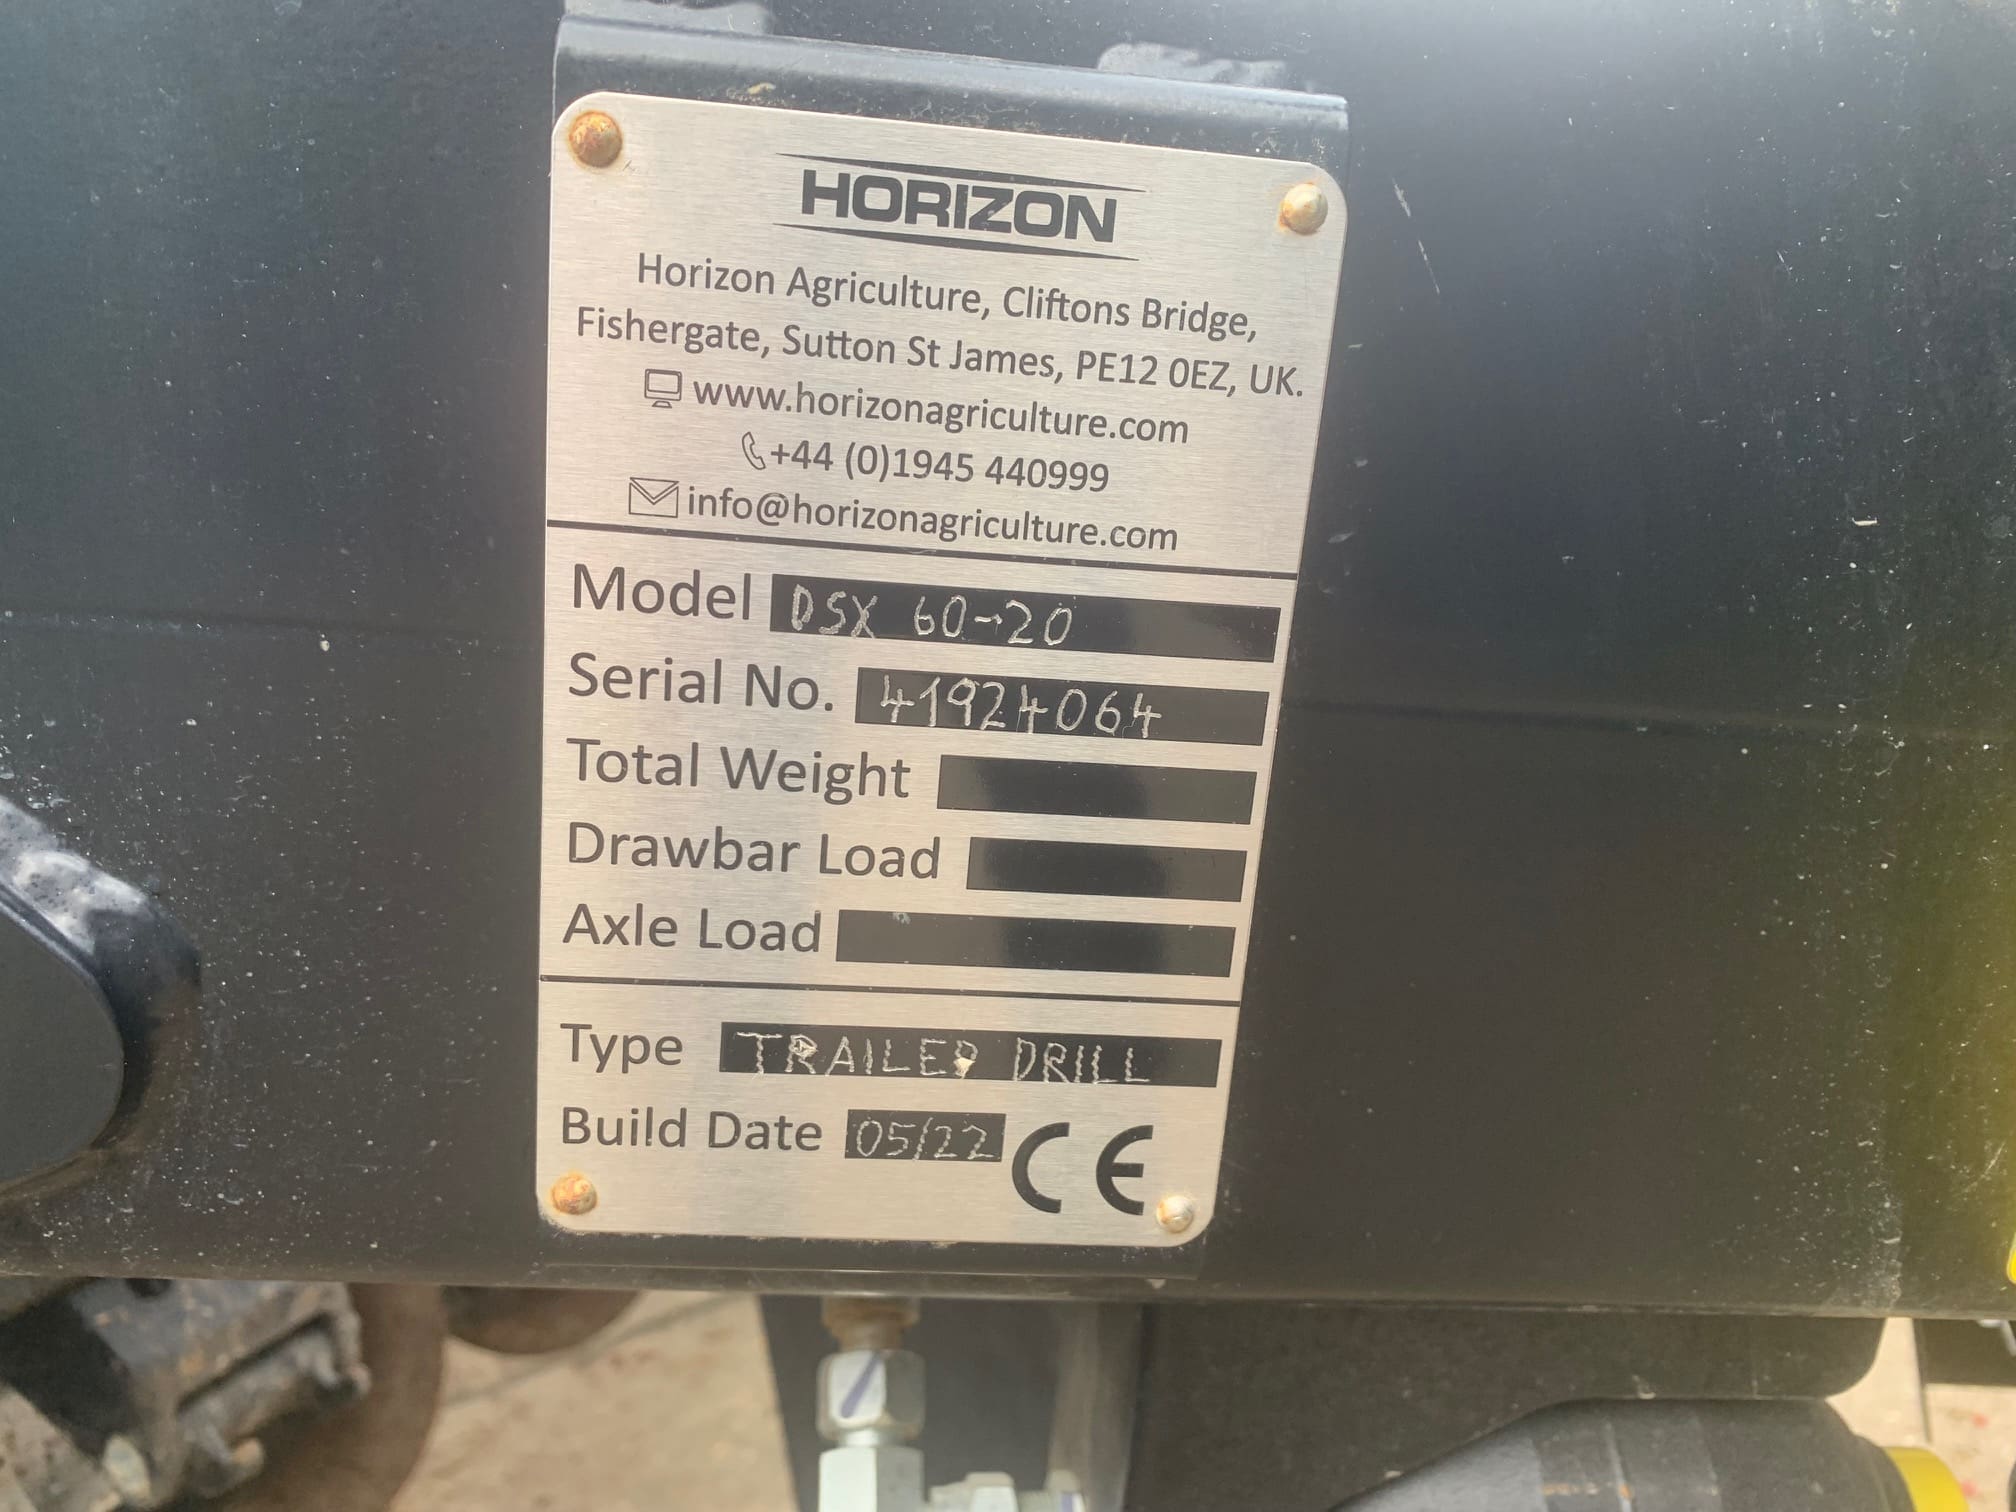 HORIZON
Horizon Agriculture, Cliftons Bridge,
Fishergate, Sutton St James, PE12 0EZ, UK.
www.horizonagriculture.com
+44 (0)1945 440999
info@horizonagriculture.com
Model DSX 60-20
Serial No. 41924064
Total Weight
Drawbar Load
Axle Load
Type TRAILED DRILL
Build Date 05/22 CE